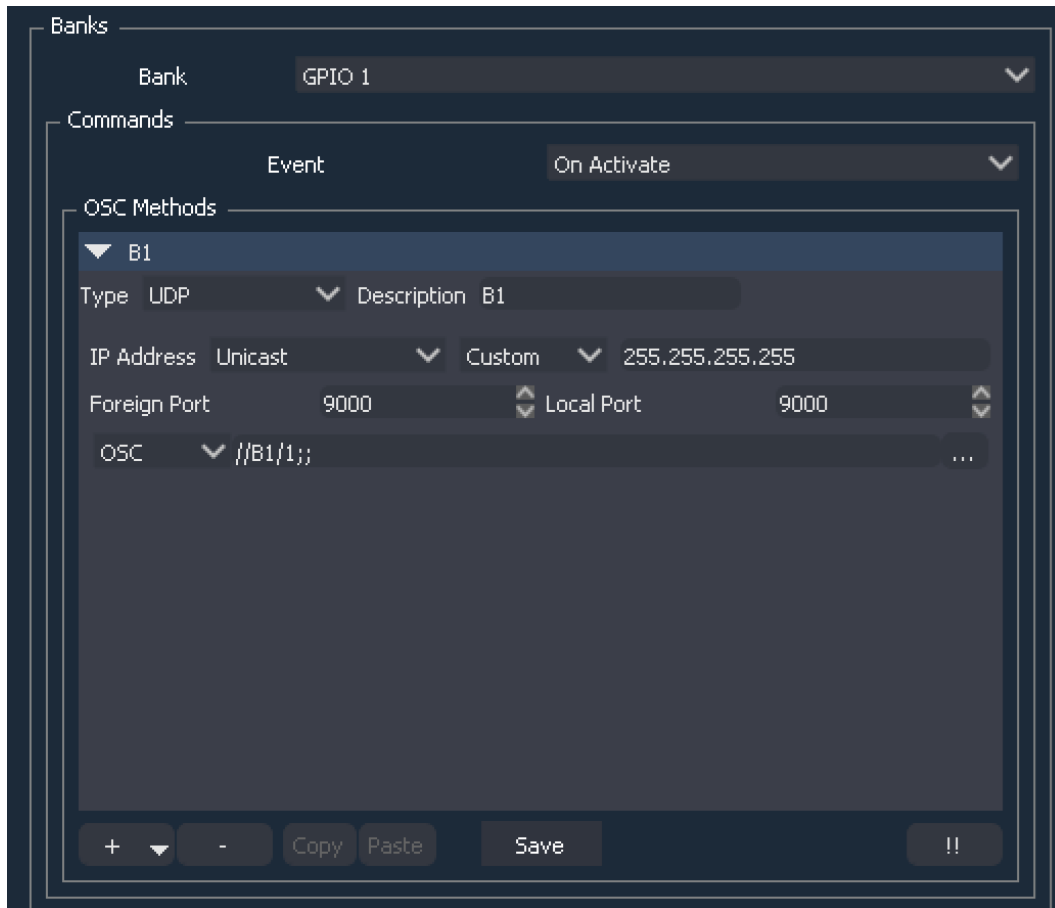 Banks
Bank GPIO 1
Commands
Event On Activate
OSC Methods
B1
Type UDP Description B1
IP Address Unicast Custom 255.255.255.255
Foreign Port 9000 Local Port 9000
OSC //B1/1;; ...
+ - Copy Paste Save !!